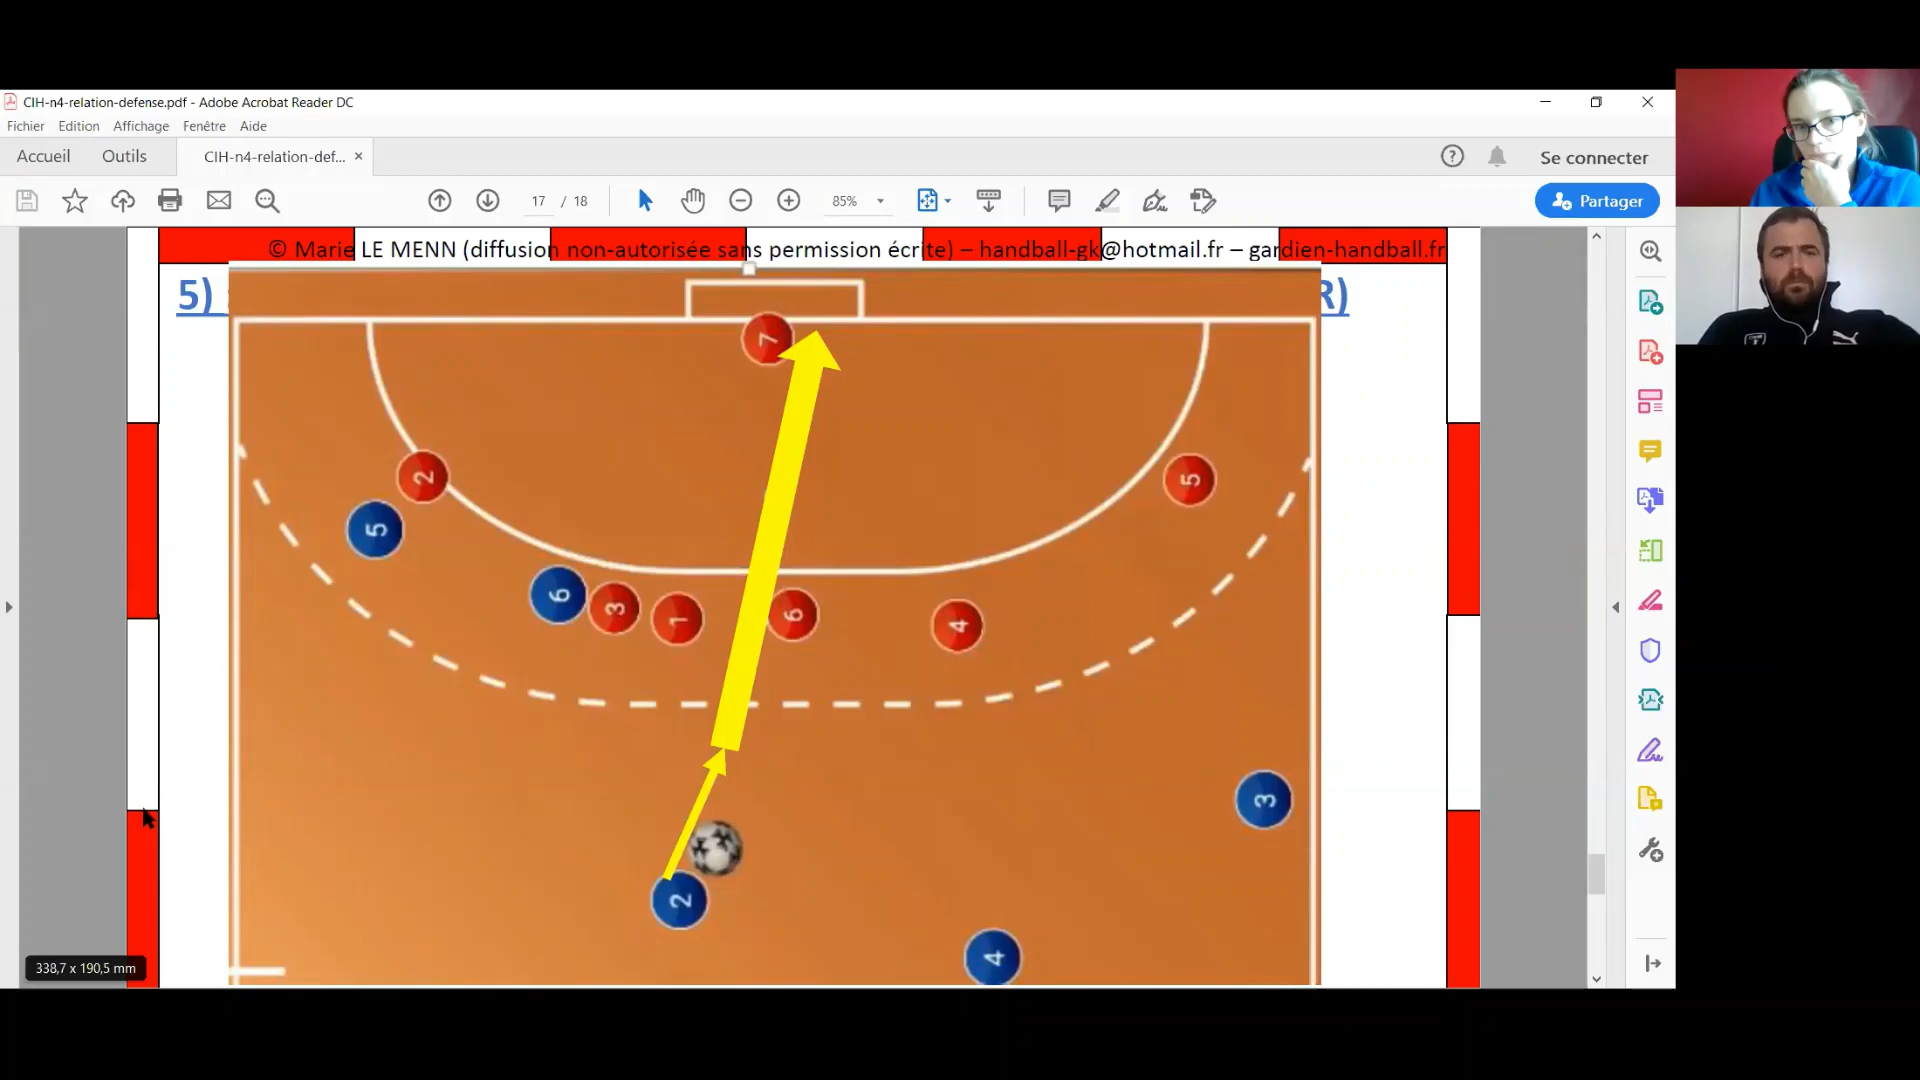 CIH-n4-relation-defense.pdf - Adobe Acrobat Reader DC
Fichier Edition Affichage Fenêtre Aide
Accueil Outils CIH-n4-relation-def... × Se connecter
17 / 18 85% Partager
© Marie LE MENN (diffusion non-autorisée sans permission écrite) – handball-gk@hotmail.fr – gardien-handball.fr
5) R)
7
2 5
5
6 3 1 6 4
3
2
4
338,7 x 190,5 mm